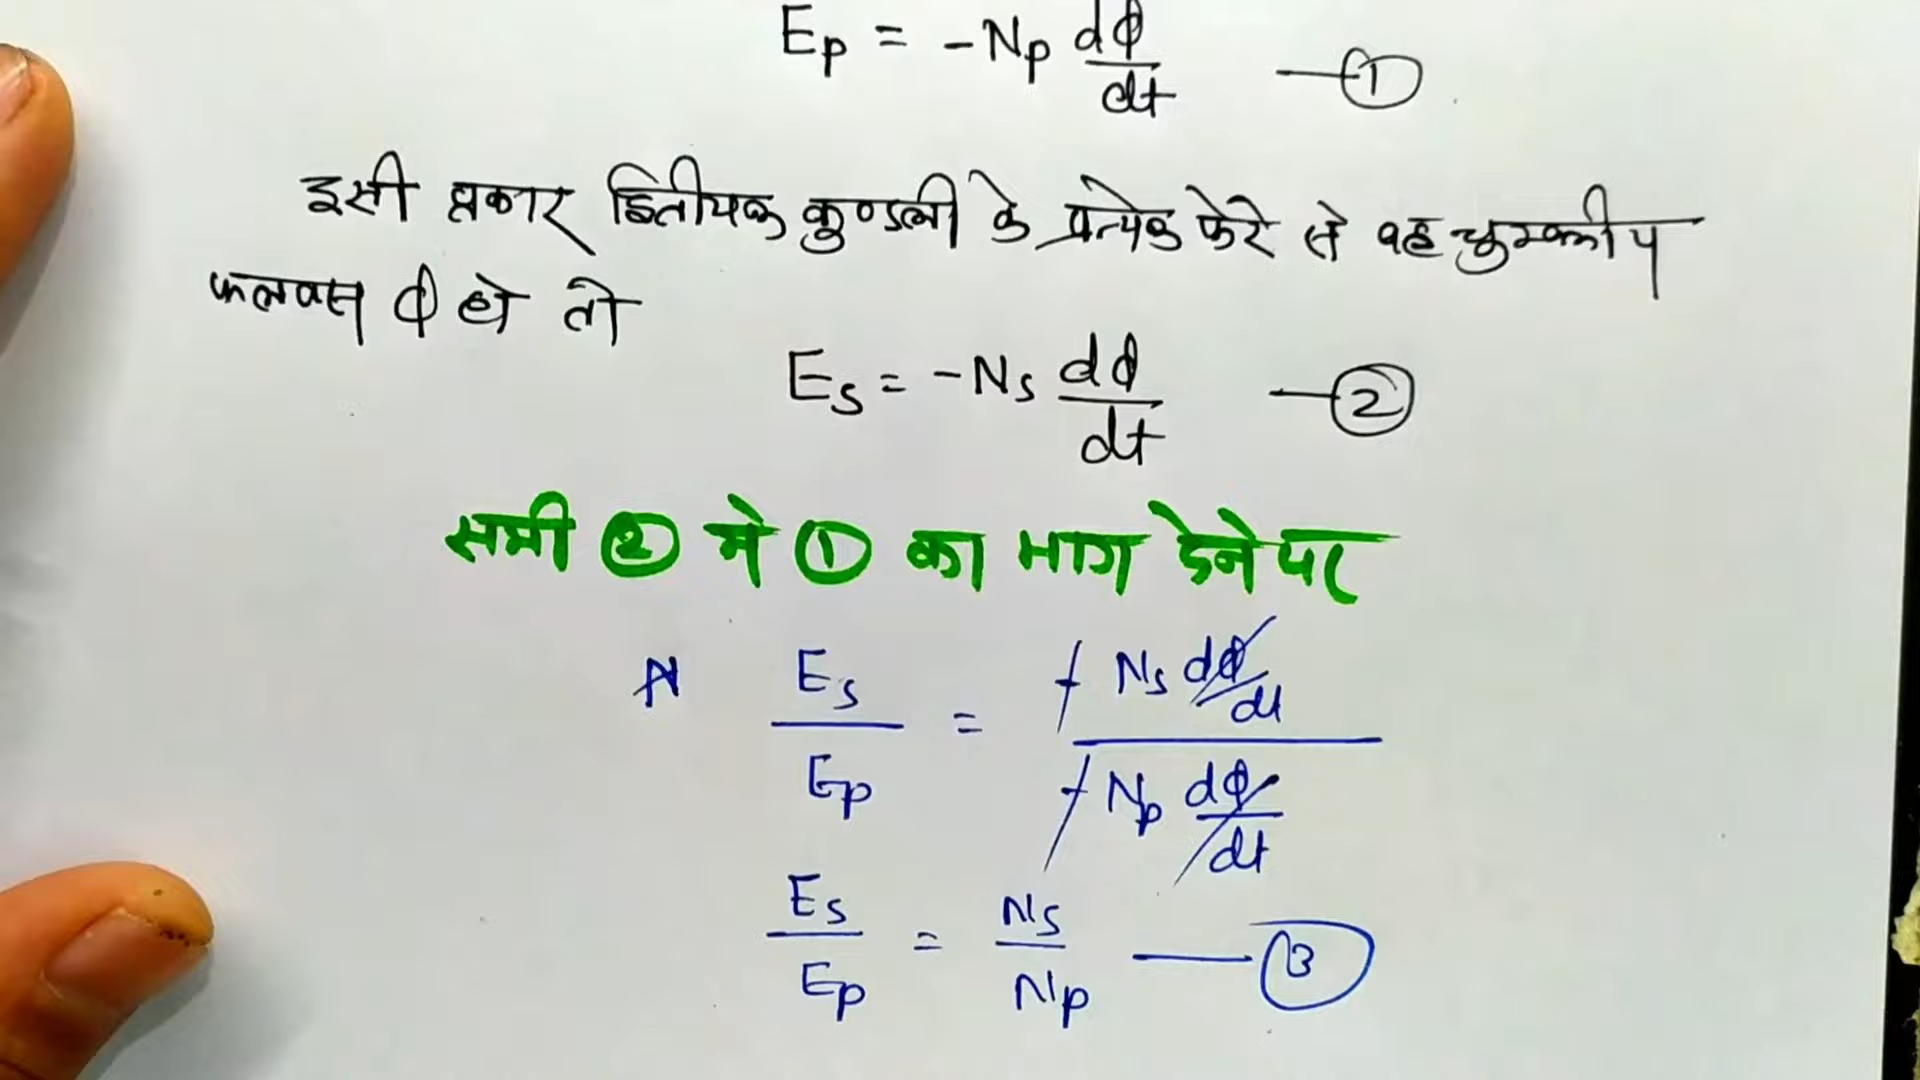 Ep = -Np dϕ/dt —①
इसी प्रकार द्वितीयक कुण्डली के प्रत्येक फेरे से वह चुम्बकीय
फलक्स ϕ हो तो
Es = -Ns dϕ/dt —②
समी ② मे ① का भाग देने पर
Es/Ep = -Ns dϕ/dt / -Np dϕ/dt
Es/Ep = Ns/Np —③